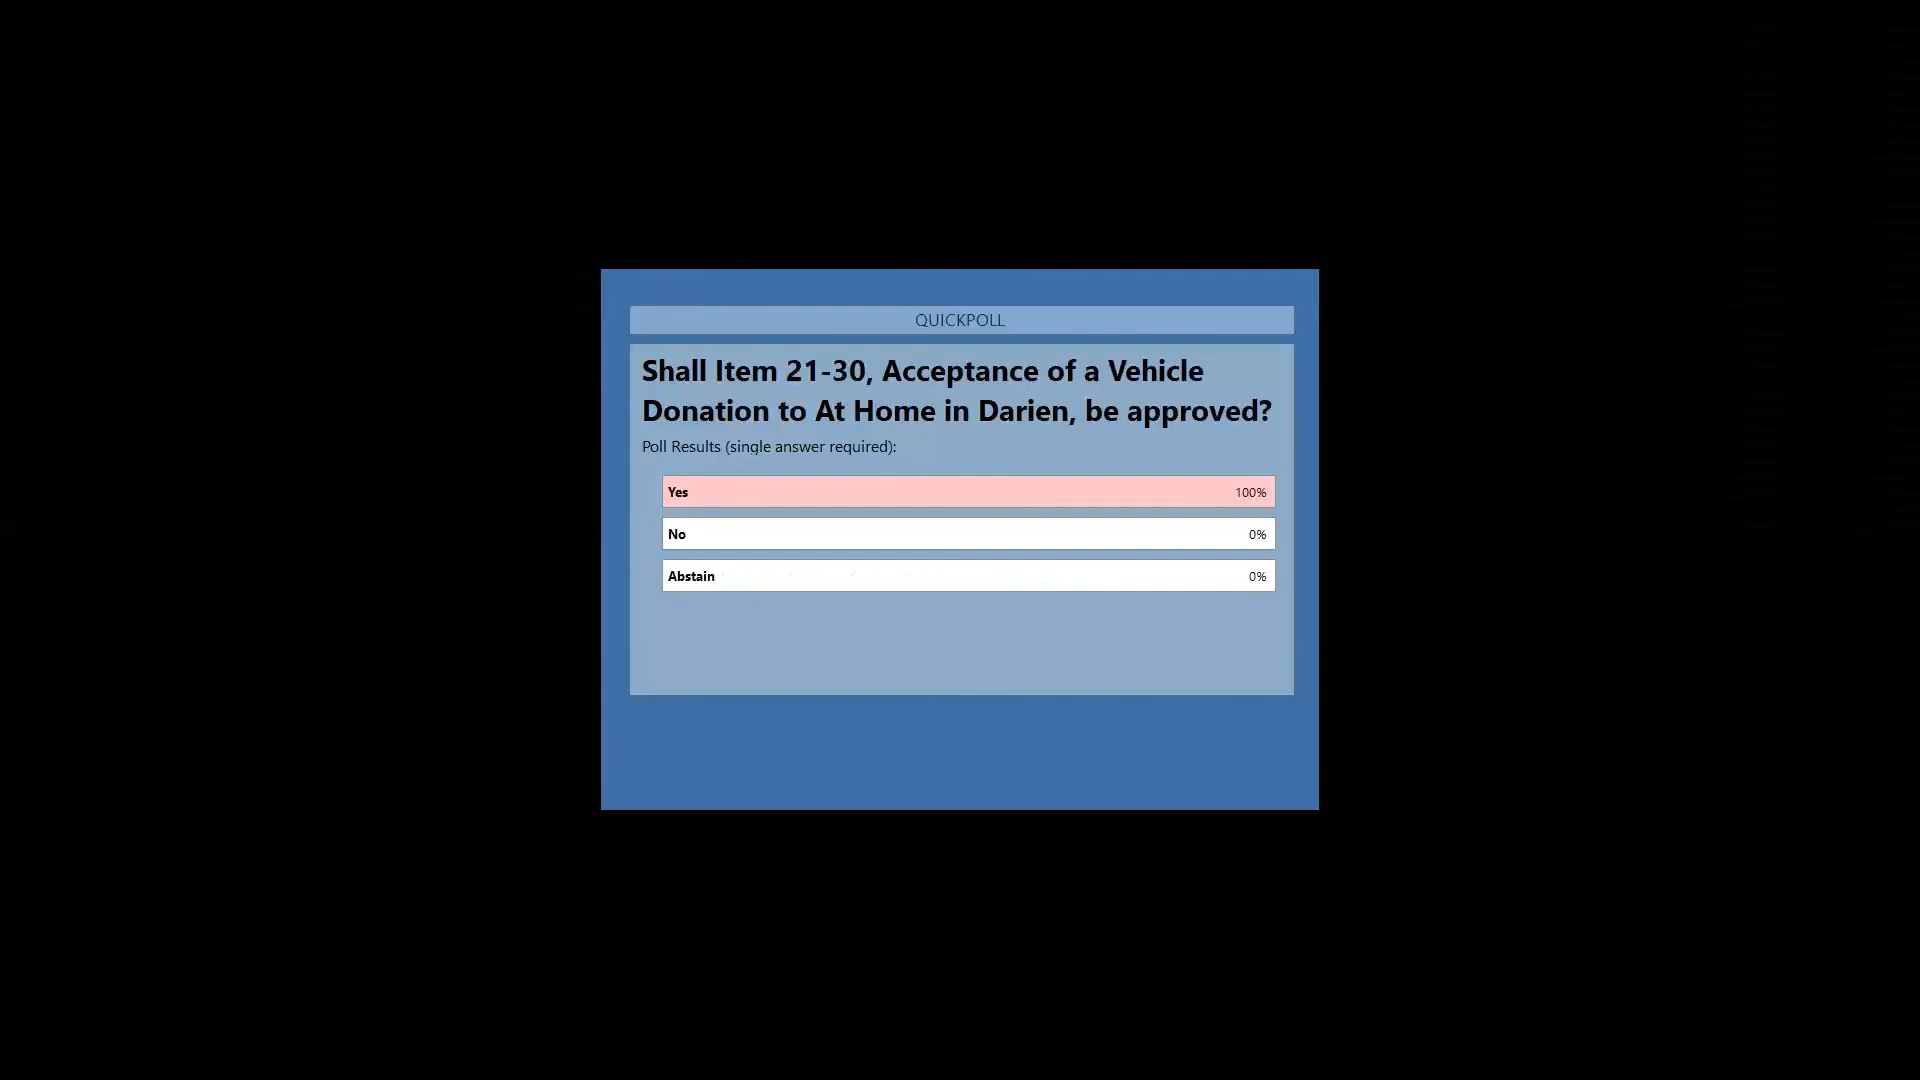 QUICKPOLL
Shall Item 21-30, Acceptance of a Vehicle
Donation to At Home in Darien, be approved?
Poll Results (single answer required):
Yes 100%
No 0%
Abstain 0%